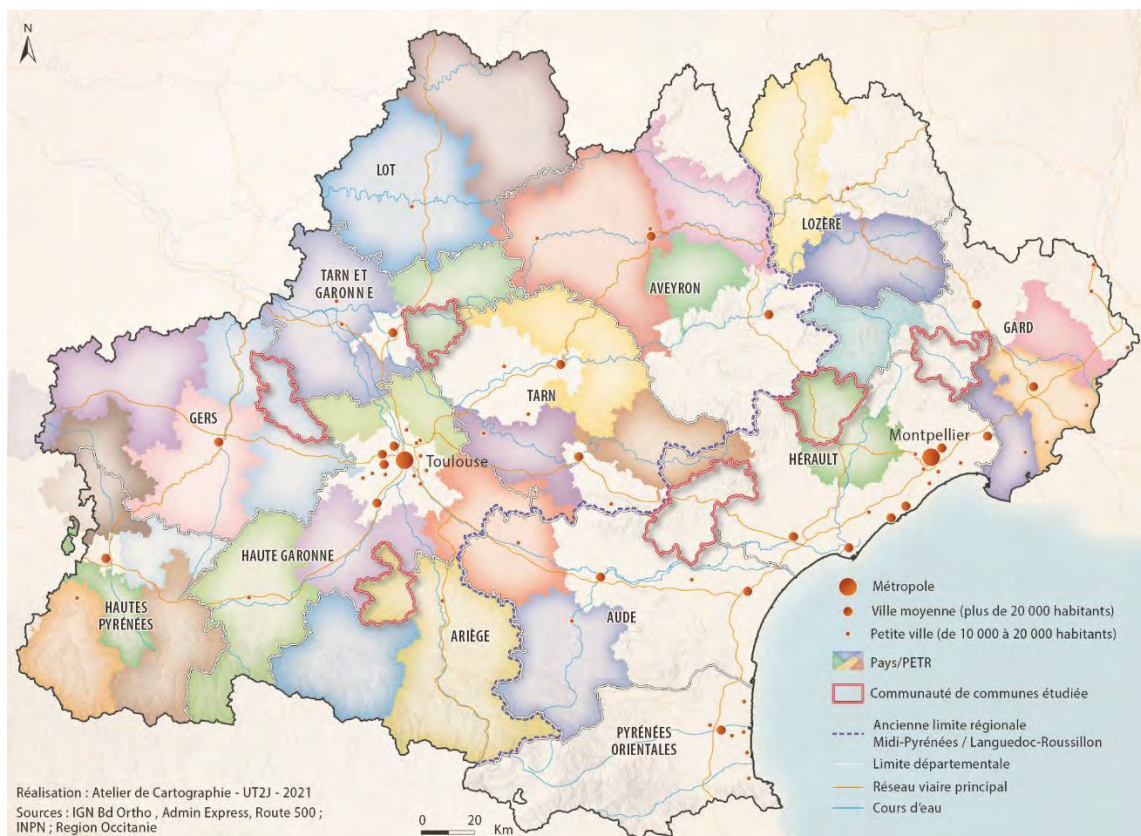 N
LOT
LOZÈRE
TARN ET
GARONNE
AVEYRON
GARD
GERS
TARN
Montpellier
HÉRAULT
Toulouse
HAUTE GARONNE
HAUTES
PYRÉNÉES
ARIÈGE
AUDE
PYRÉNÉES
ORIENTALES
Métropole
Ville moyenne (plus de 20 000 habitants)
Petite ville (de 10 000 à 20 000 habitants)
Pays/PETR
Communauté de communes étudiée
Ancienne limite régionale
Midi-Pyrénées / Languedoc-Roussillon
Limite départementale
Réseau viaire principal
Cours d'eau
Réalisation : Atelier de Cartographie - UT2J - 2021
Sources : IGN Bd Ortho , Admin Express, Route 500 ;
INPN ; Region Occitanie
0 20
Km